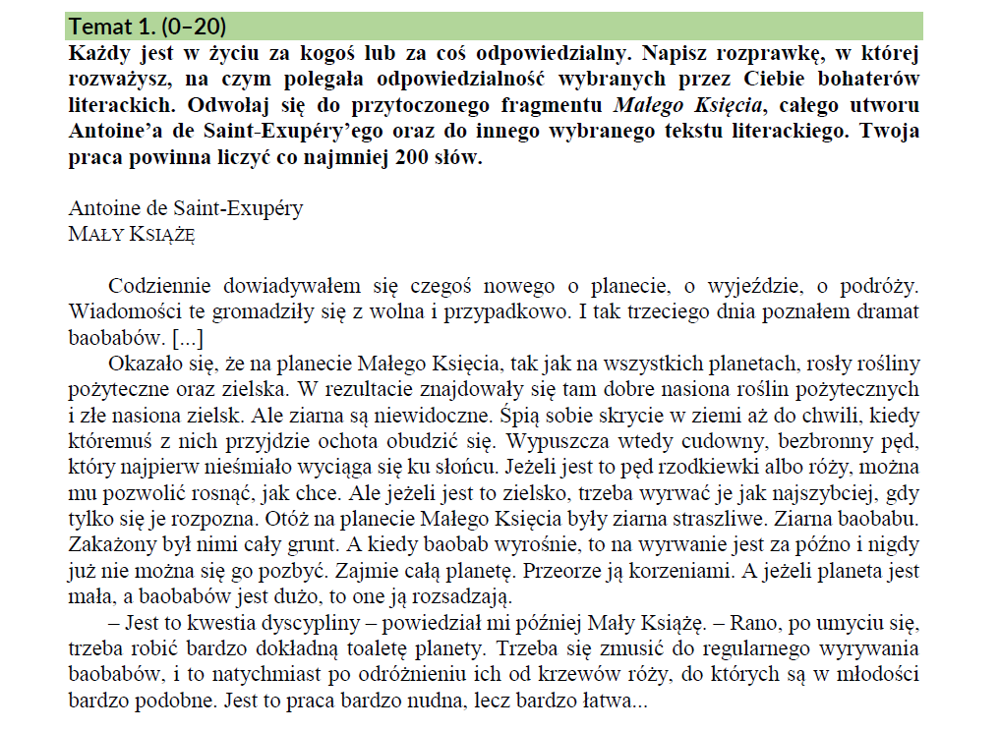 Temat 1. (0–20)
Każdy jest w życiu za kogoś lub za coś odpowiedzialny. Napisz rozprawkę, w której
rozważysz, na czym polegała odpowiedzialność wybranych przez Ciebie bohaterów
literackich. Odwołaj się do przytoczonego fragmentu Małego Księcia, całego utworu
Antoine’a de Saint-Exupéry’ego oraz do innego wybranego tekstu literackiego. Twoja
praca powinna liczyć co najmniej 200 słów.
Antoine de Saint-Exupéry
MAŁY KSIĄŻĘ
Codziennie dowiadywałem się czegoś nowego o planecie, o wyjeździe, o podróży.
Wiadomości te gromadziły się z wolna i przypadkowo. I tak trzeciego dnia poznałem dramat
baobabów. [...]
Okazało się, że na planecie Małego Księcia, tak jak na wszystkich planetach, rosły rośliny
pożyteczne oraz zielska. W rezultacie znajdowały się tam dobre nasiona roślin pożytecznych
i złe nasiona zielsk. Ale ziarna są niewidoczne. Śpią sobie skrycie w ziemi aż do chwili, kiedy
któremuś z nich przyjdzie ochota obudzić się. Wypuszcza wtedy cudowny, bezbronny pęd,
który najpierw nieśmiało wyciąga się ku słońcu. Jeżeli jest to pęd rzodkiewki albo róży, można
mu pozwolić rosnąć, jak chce. Ale jeżeli jest to zielsko, trzeba wyrwać je jak najszybciej, gdy
tylko się je rozpozna. Otóż na planecie Małego Księcia były ziarna straszliwe. Ziarna baobabu.
Zakażony był nimi cały grunt. A kiedy baobab wyrośnie, to na wyrwanie jest za późno i nigdy
już nie można się go pozbyć. Zajmie całą planetę. Przeorze ją korzeniami. A jeżeli planeta jest
mała, a baobabów jest dużo, to one ją rozsadzają.
– Jest to kwestia dyscypliny – powiedział mi później Mały Książę. – Rano, po umyciu się,
trzeba robić bardzo dokładną toaletę planety. Trzeba się zmusić do regularnego wyrywania
baobabów, i to natychmiast po odróżnieniu ich od krzewów róży, do których są w młodości
bardzo podobne. Jest to praca bardzo nudna, lecz bardzo łatwa...